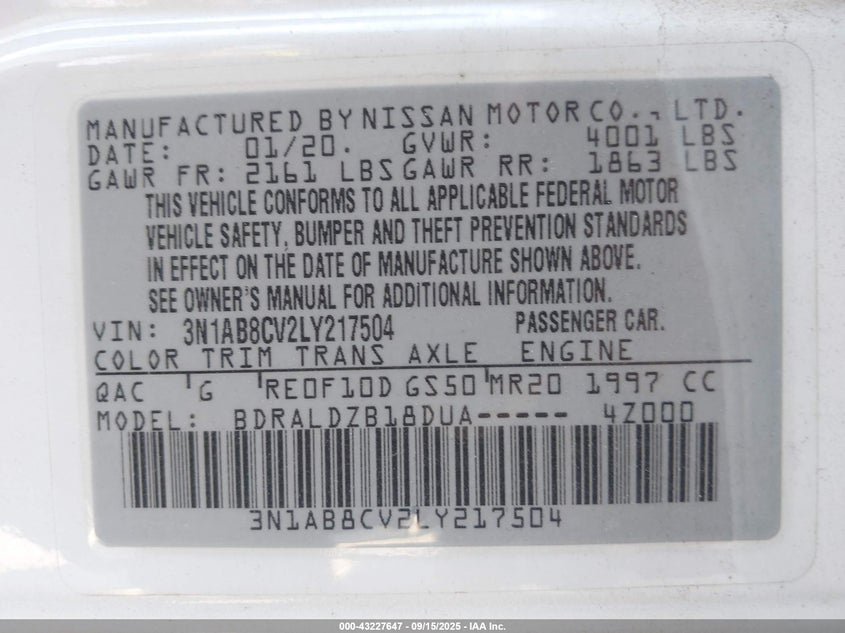 MANUFACTURED BY NISSAN MOTOR CO., LTD.
DATE: 01/20. GVWR: 4001 LBS
GAWR FR: 2161 LBS GAWR RR: 1863 LBS
THIS VEHICLE CONFORMS TO ALL APPLICABLE FEDERAL MOTOR
VEHICLE SAFETY, BUMPER AND THEFT PREVENTION STANDARDS
IN EFFECT ON THE DATE OF MANUFACTURE SHOWN ABOVE.
SEE OWNER'S MANUAL FOR ADDITIONAL INFORMATION.
VIN: 3N1AB8CV2LY217504 PASSENGER CAR.
COLOR TRIM TRANS AXLE ENGINE
QAC G RE0F10D GS50 MR20 1997 CC
MODEL: BDRALDZB18DUA----- 4Z000
3N1AB8CV2LY217504
000-43227647 - 09/15/2025 - IAA Inc.